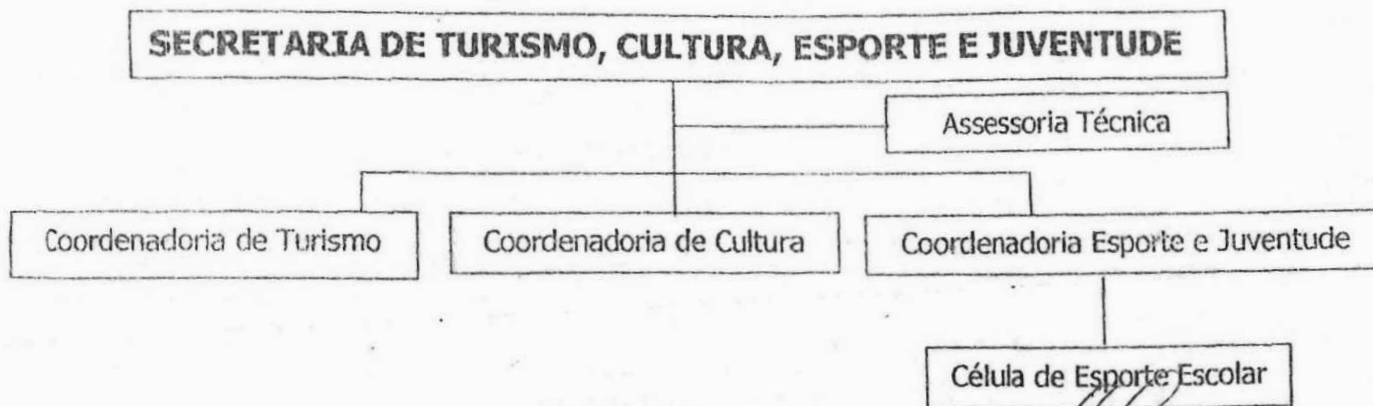 SECRETARIA DE TURISMO, CULTURA, ESPORTE E JUVENTUDE
Assessoria Técnica
Coordenadoria de Turismo
Coordenadoria de Cultura
Coordenadoria Esporte e Juventude
Célula de Esporte Escolar